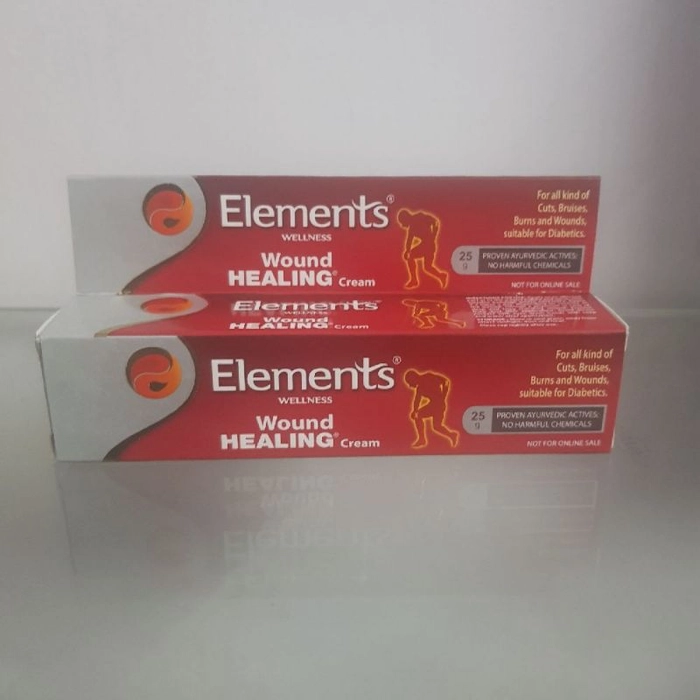 Elements®
WELLNESS
Wound
HEALING® Cream
For all kind of
Cuts, Bruises,
Burns and Wounds,
suitable for Diabetics.
25
g
PROVEN AYURVEDIC ACTIVES;
NO HARMFUL CHEMICALS
NOT FOR ONLINE SALE
Elements
WELLNESS
Wound
HEALING® Cream
Elements®
WELLNESS
Wound
HEALING® Cream
For all kind of
Cuts, Bruises,
Burns and Wounds,
suitable for Diabetics.
25
g
PROVEN AYURVEDIC ACTIVES;
NO HARMFUL CHEMICALS
NOT FOR ONLINE SALE